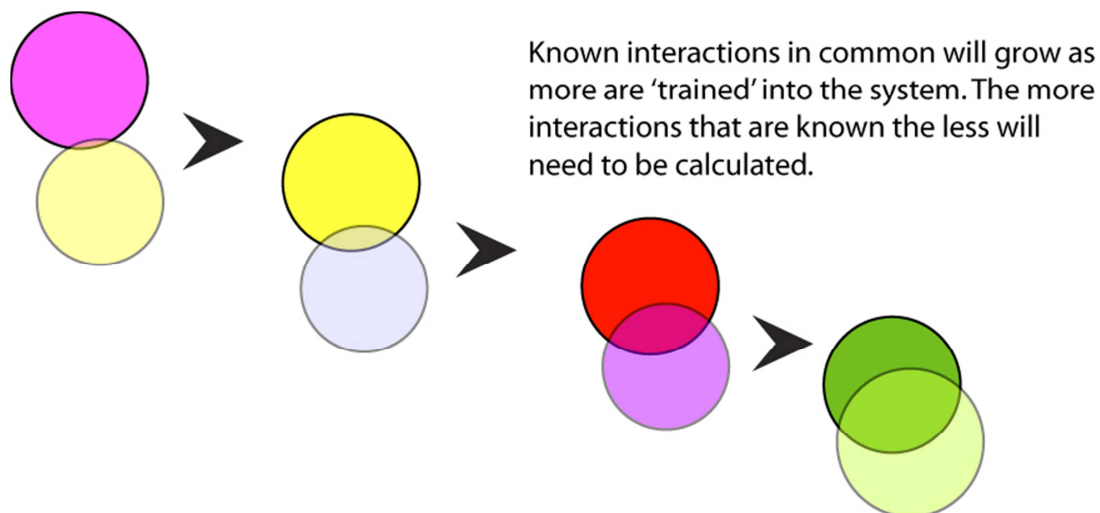 Known interactions in common will grow as
more are ‘trained’ into the system. The more
interactions that are known the less will
need to be calculated.